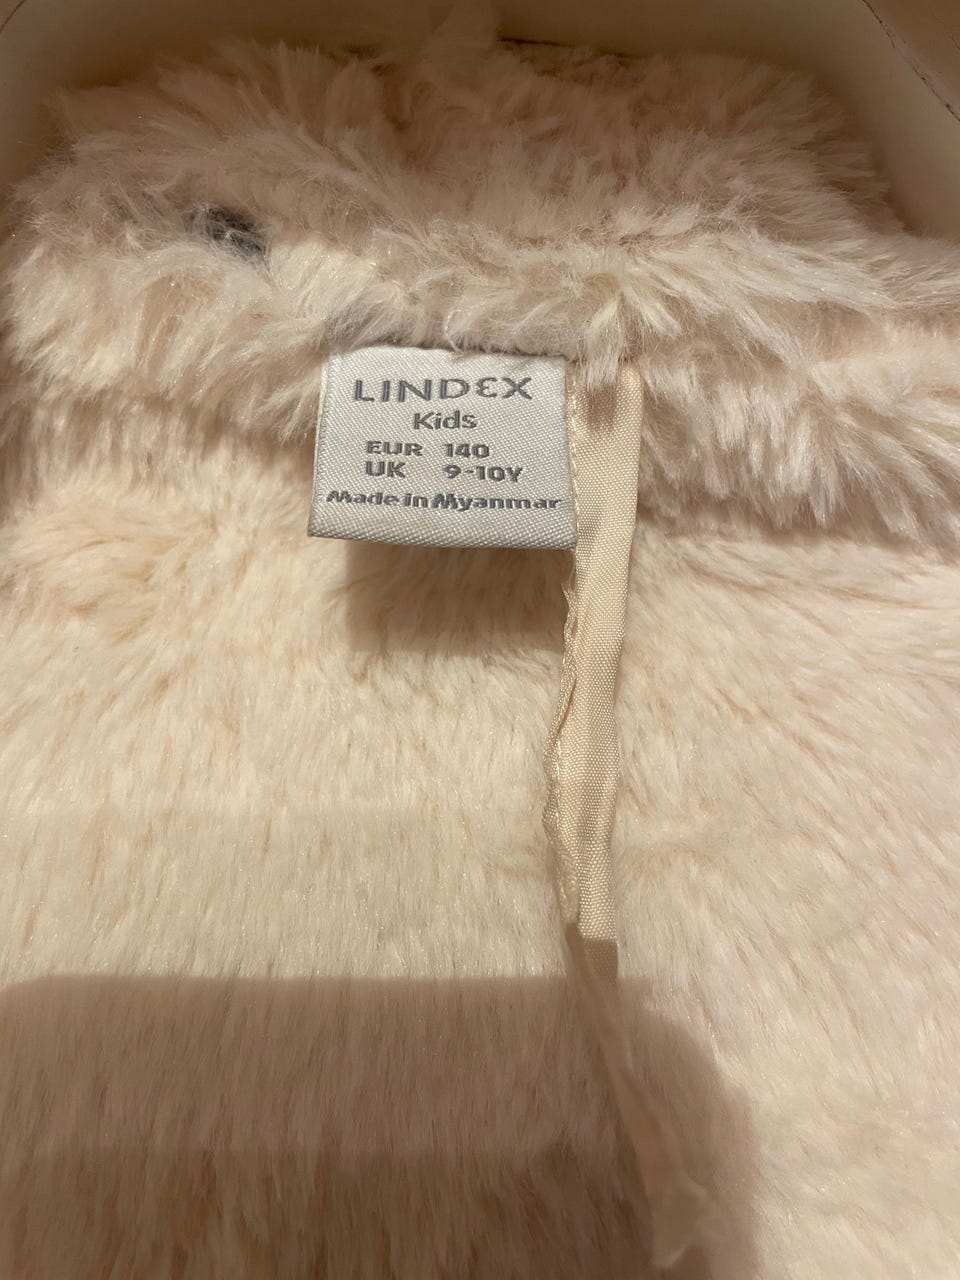 LINDEX
Kids
EUR 140
UK 9-10Y
Made in Myanmar